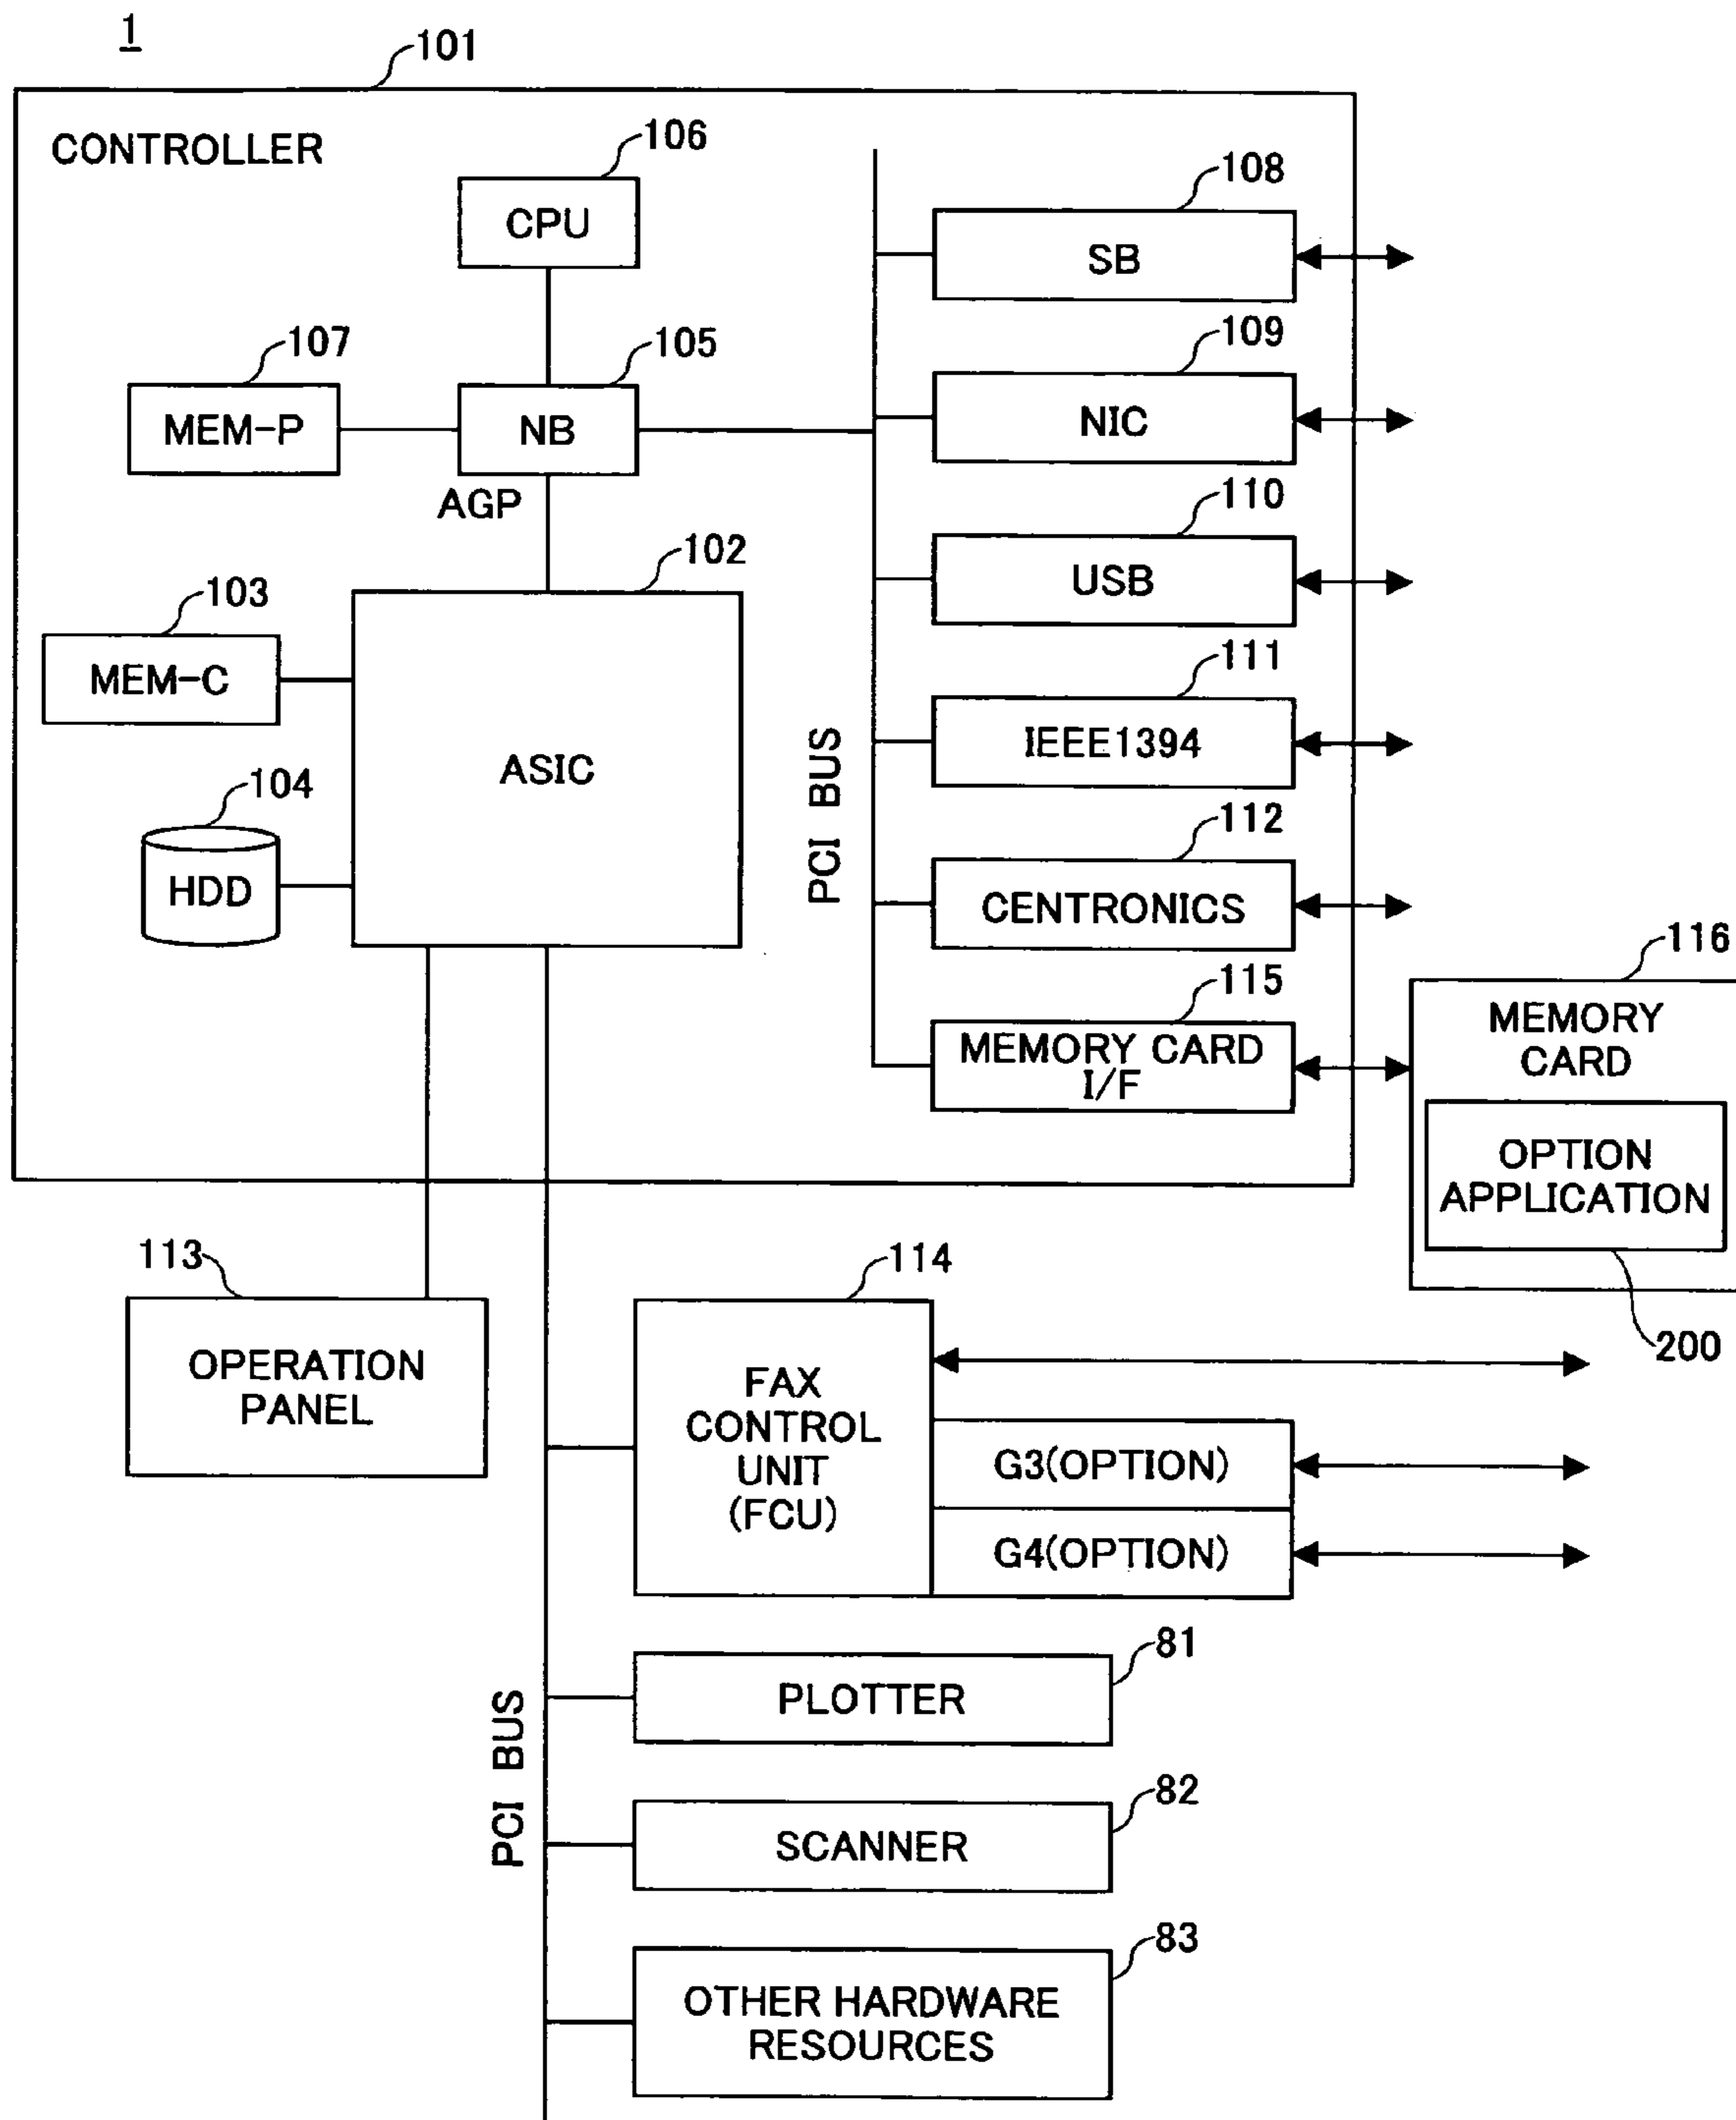 1
101
CONTROLLER
106
CPU
108
SB
107
MEM-P
105
NB
109
NIC
AGP
110
USB
102
ASIC
103
MEM-C
111
IEEE1394
104
HDD
PCI BUS
112
CENTRONICS
115
MEMORY CARD
I/F
116
MEMORY
CARD
OPTION
APPLICATION
200
113
OPERATION
PANEL
114
FAX
CONTROL
UNIT
(FCU)
G3(OPTION)
G4(OPTION)
81
PLOTTER
PCI BUS
82
SCANNER
83
OTHER HARDWARE
RESOURCES